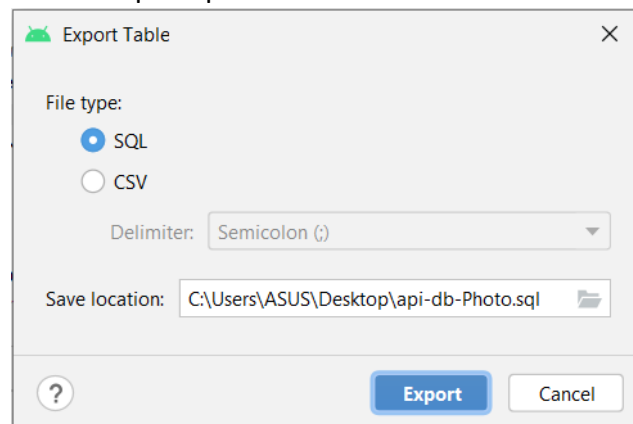 Export Table
File type:
SQL
CSV
Delimiter: Semicolon (;)
Save location: C:\Users\ASUS\Desktop\api-db-Photo.sql
? Export Cancel